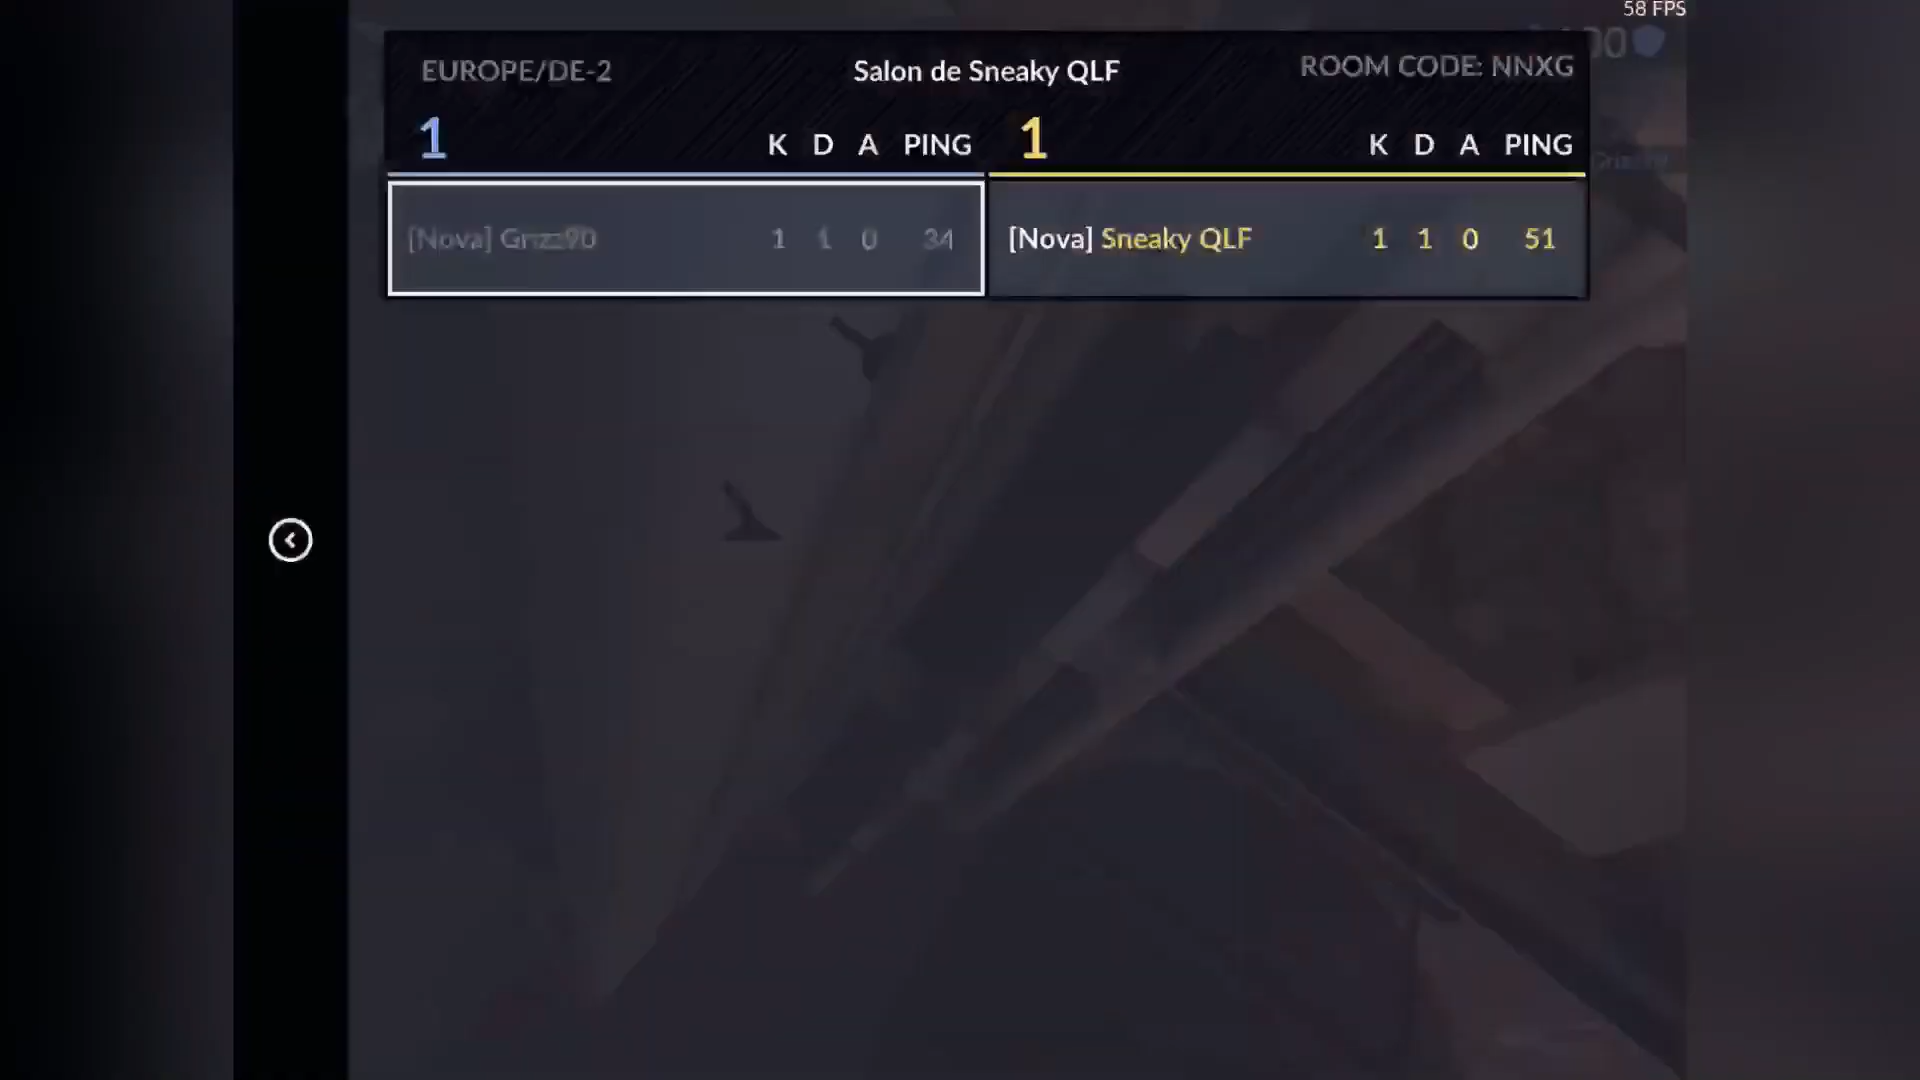 58 FPS
EUROPE/DE-2 Salon de Sneaky QLF ROOM CODE: NNXG
1 K D A PING 1 K D A PING
[Nova] Grizz90 1 1 0 34 [Nova] Sneaky QLF 1 1 0 51